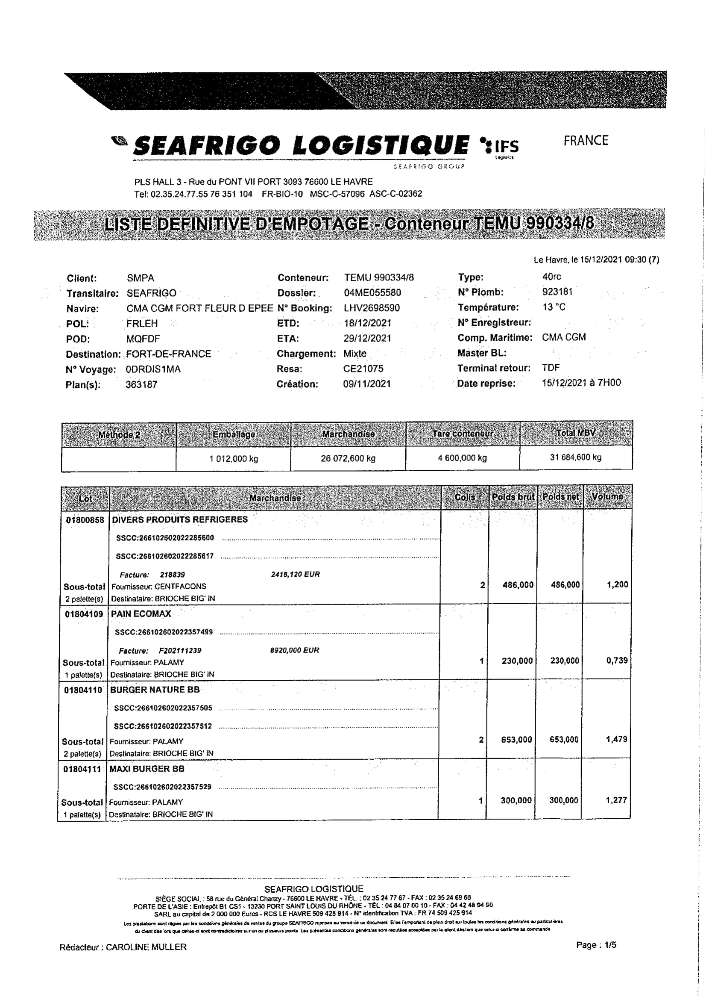 SEAFRIGO LOGISTIQUE IFS Logistics FRANCE
SEAFRIGO GROUP
PLS HALL 3 - Rue du PONT VII PORT 3093 76600 LE HAVRE
Tel: 02.35.24.77.55 76 351 104 FR-BIO-10 MSC-C-57096 ASC-C-02362
LISTE DEFINITIVE D'EMPOTAGE - Conteneur TEMU 990334/8
Le Havre, le 15/12/2021 09:30 (7)
Client: SMPA Conteneur: TEMU 990334/8 Type: 40rc
Transitaire: SEAFRIGO Dossier: 04ME055580 N° Plomb: 923181
Navire: CMA CGM FORT FLEUR D EPEE N° Booking: LHV2698590 Température: 13 °C
POL: FRLEH ETD: 18/12/2021 N° Enregistreur:
POD: MQFDF ETA: 29/12/2021 Comp. Maritime: CMA CGM
Destination: FORT-DE-FRANCE Chargement: Mixte Master BL:
N° Voyage: 0DRDIS1MA Resa: CE21075 Terminal retour: TDF
Plan(s): 363187 Création: 09/11/2021 Date reprise: 15/12/2021 à 7H00
Méthode 2 Emballage Marchandise Tare conteneur Total MBV
1 012,000 kg 26 072,600 kg 4 600,000 kg 31 684,600 kg
Lot Marchandise Colis Poids brut Poids net Volume
01800858 DIVERS PRODUITS REFRIGERES
SSCC:266102602022285600
SSCC:266102602022285617
Facture: 218839 2418,120 EUR
Sous-total Fournisseur: CENTFACONS 2 486,000 486,000 1,200
2 palette(s) Destinataire: BRIOCHE BIG' IN
01804109 PAIN ECOMAX
SSCC:266102602022357499
Facture: F202111239 8920,000 EUR
Sous-total Fournisseur: PALAMY 1 230,000 230,000 0,739
1 palette(s) Destinataire: BRIOCHE BIG' IN
01804110 BURGER NATURE BB
SSCC:266102602022357505
SSCC:266102602022357512
Sous-total Fournisseur: PALAMY 2 653,000 653,000 1,479
2 palette(s) Destinataire: BRIOCHE BIG' IN
01804111 MAXI BURGER BB
SSCC:266102602022357529
Sous-total Fournisseur: PALAMY 1 300,000 300,000 1,277
1 palette(s) Destinataire: BRIOCHE BIG' IN
SEAFRIGO LOGISTIQUE
SIÈGE SOCIAL : 58 rue du Général Chanzy - 76600 LE HAVRE - TÉL. : 02 35 24 77 67 - FAX : 02 35 24 69 68
PORTE DE L'ASIE : Entrepôt B1 CS1 - 13230 PORT SAINT LOUIS DU RHÔNE - TÉL : 04 84 07 00 10 - FAX : 04 42 48 94 90
SARL au capital de 2 000 000 Euros - RCS LE HAVRE 509 425 914 - N° identification TVA : FR 74 509 425 914
Les prestations sont régies par les conditions générales de ventes du groupe SEAFRIGO reprises au verso de ce document. Elles l'emportent de plein droit sur toutes les conditions générales ou particulières
du client dès lors que celles-ci sont contradictoires sur un ou plusieurs points. Les présentes conditions générales sont réputées acceptées par le client dès lors que celui-ci confirme sa commande
Rédacteur : CAROLINE MULLER Page : 1/5